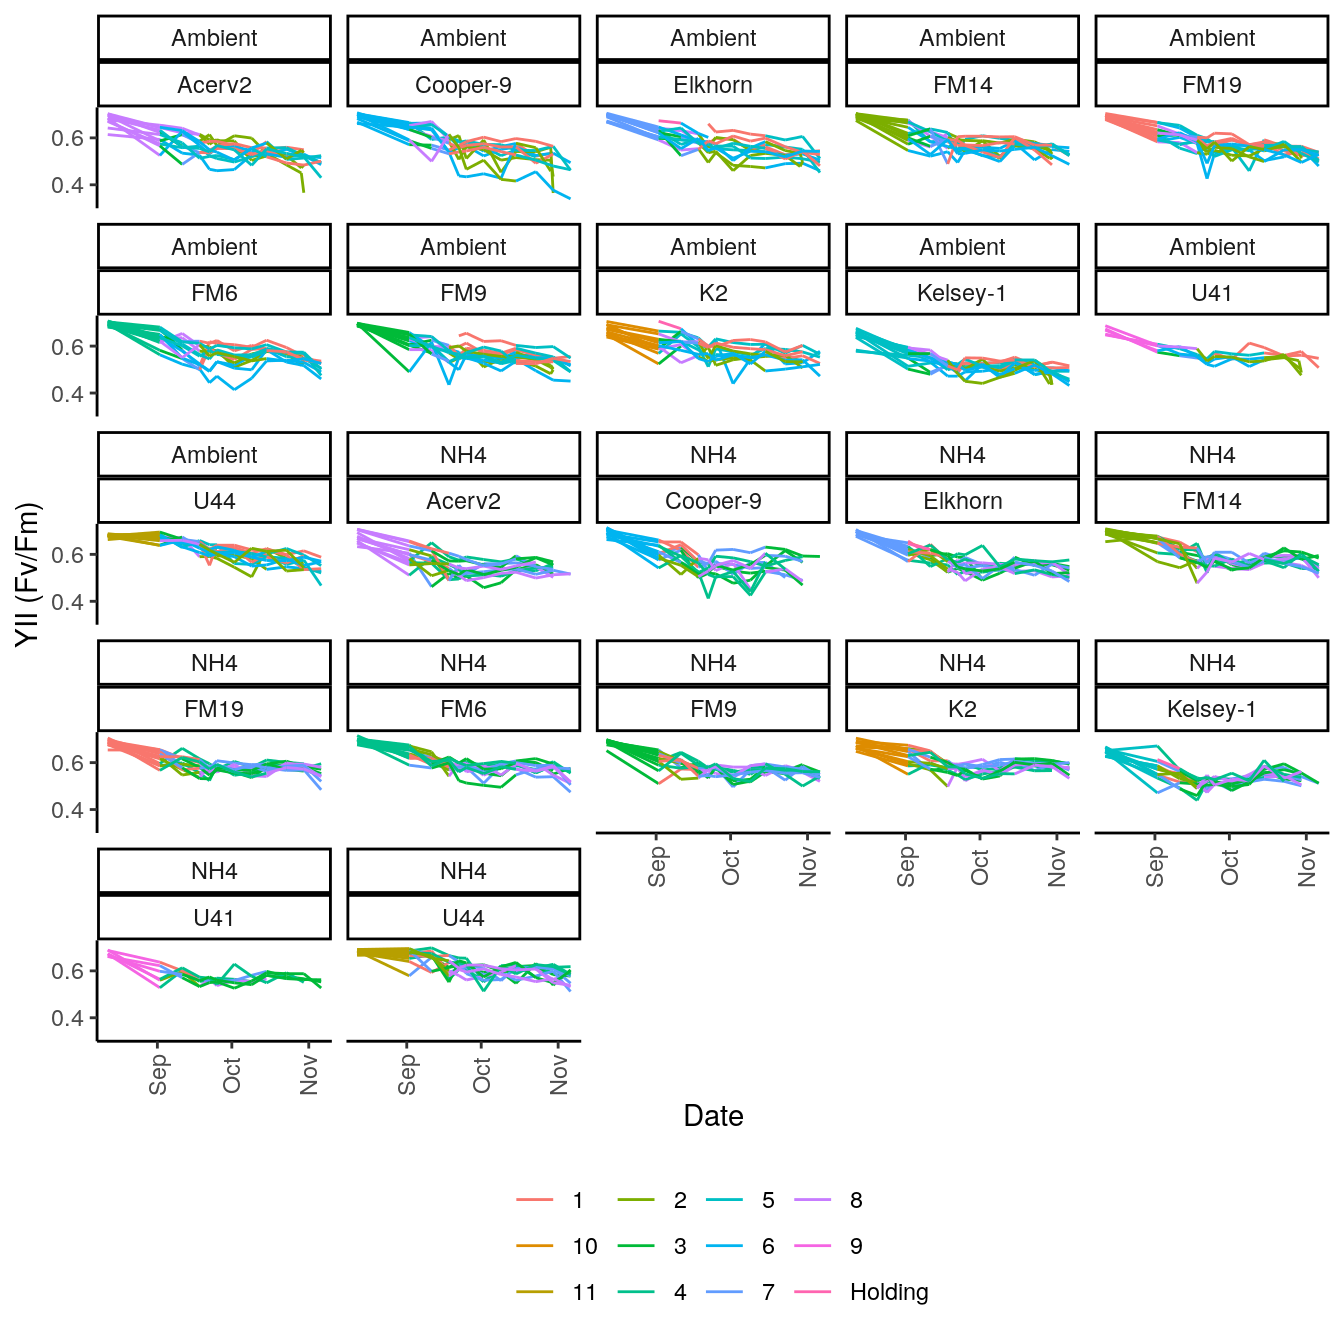 Ambient Ambient Ambient Ambient Ambient
Acerv2 Cooper-9 Elkhorn FM14 FM19
0.6
0.4
Ambient Ambient Ambient Ambient Ambient
FM6 FM9 K2 Kelsey-1 U41
0.6
0.4
Ambient NH4 NH4 NH4 NH4
U44 Acerv2 Cooper-9 Elkhorn FM14
0.6
0.4
YII (Fv/Fm)
NH4 NH4 NH4 NH4 NH4
FM19 FM6 FM9 K2 Kelsey-1
0.6
0.4
Sep Oct Nov Sep Oct Nov Sep Oct Nov
NH4 NH4
U41 U44
0.6
0.4
Sep Oct Nov Sep Oct Nov
Date
1 2 5 8
10 3 6 9
11 4 7 Holding